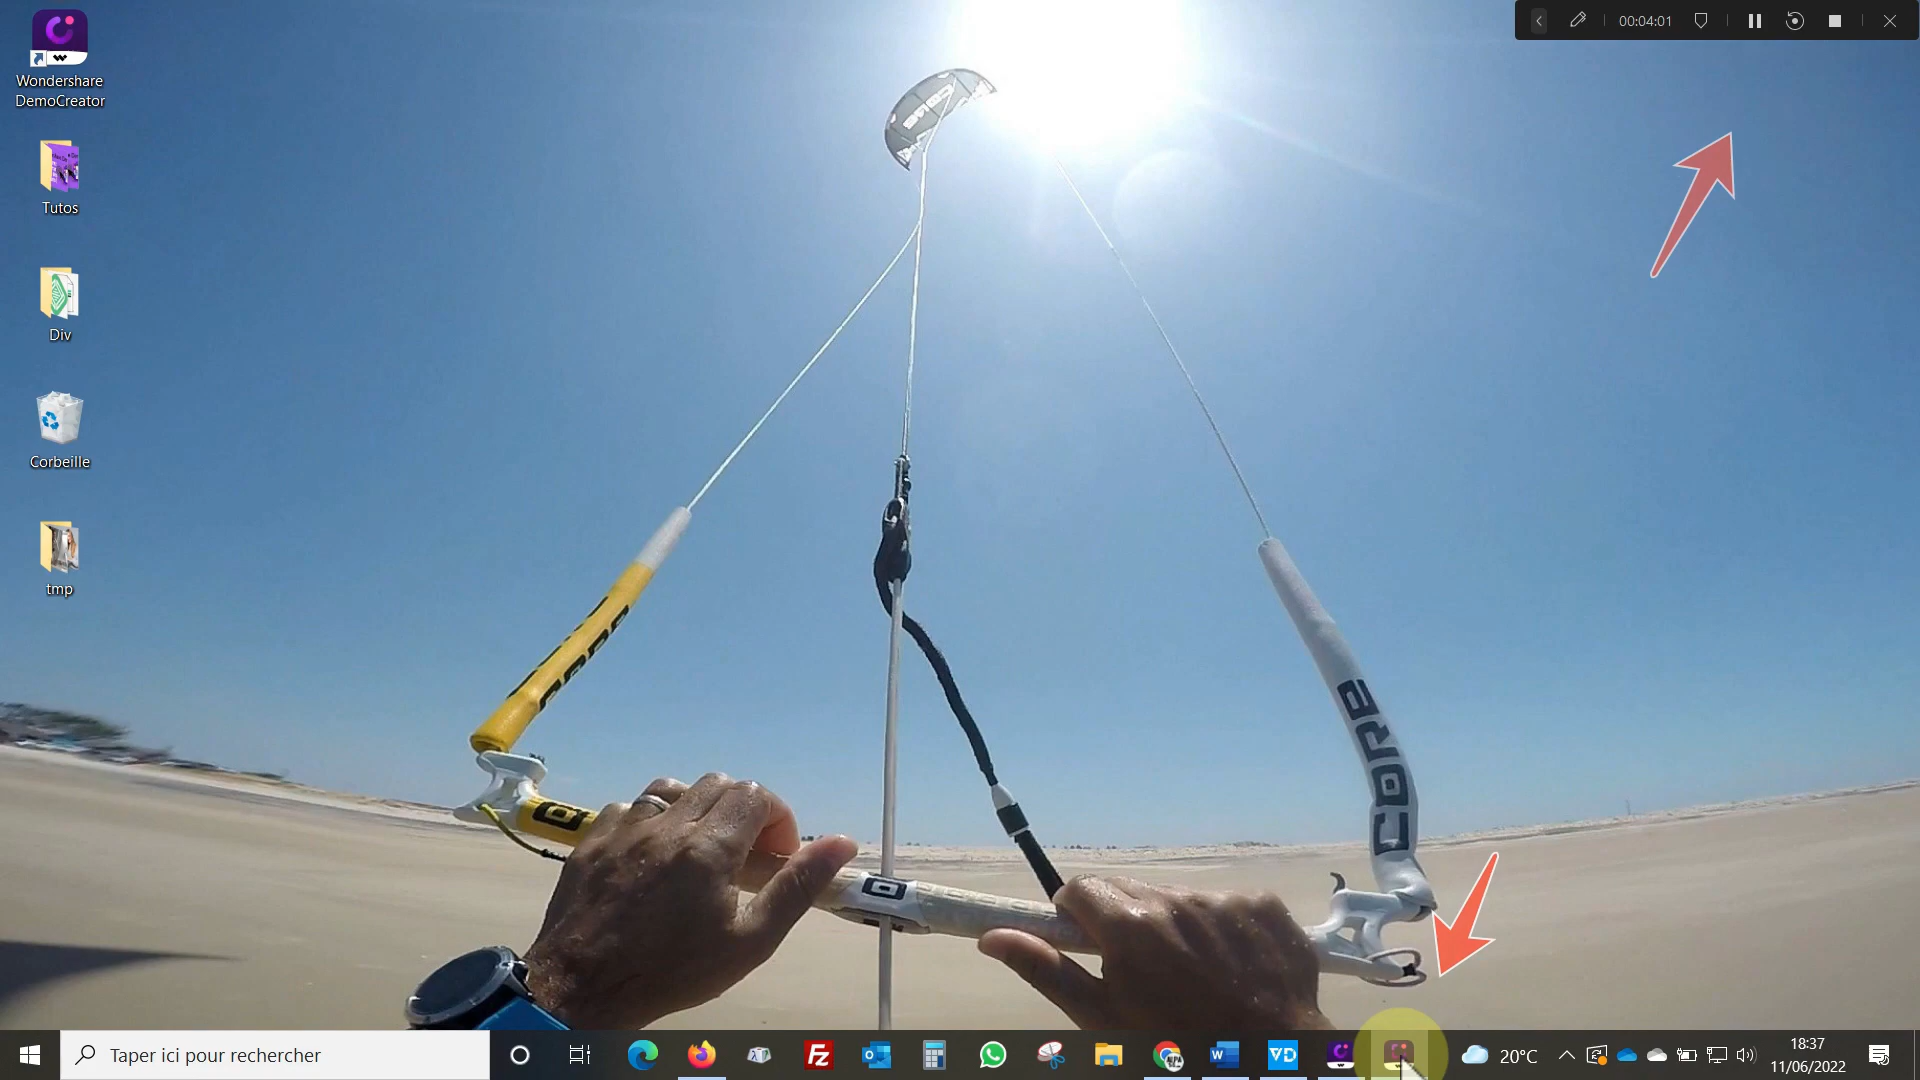 00:04:01
Wondershare
DemoCreator
Tutos
Div
Corbeille
tmp
CORE
Taper ici pour rechercher
20°C
18:37
11/06/2022